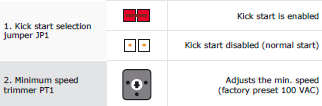 1. Kick start selection
jumper JP1
Kick start is enabled
Kick start disabled (normal start)
2. Minimum speed
trimmer PT1
Adjusts the min. speed
(factory preset 100 VAC)